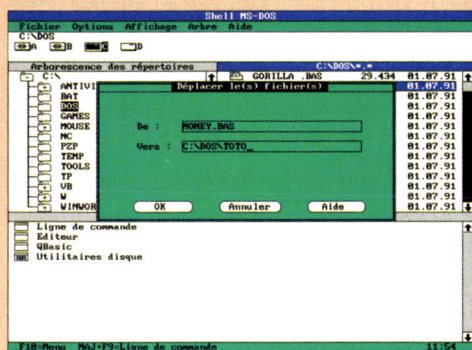 Shell MS-DOS
Fichier Options Affichage Arbre Aide
C:\DOS
A B C D
Arborescence des répertoires
C:\DOS\*.*
C:\
GORILLA .BAS 29.434 01.07.91
ANTIVI 01.07.91
Déplacer le(s) fichier(s)
BAT 01.07.91
DOS 01.07.91
GAMES 01.07.91
MOUSE 01.07.91
De : MONEY.BAS
NC 01.07.91
PZP 01.07.91
Vers : C:\DOS\TOTO_
TEMP 01.07.91
TOOLS 01.07.91
TP 01.07.91
VB 01.07.91
W 01.07.91
WINWOR 01.07.91
OK Annuler Aide
Ligne de commande
Editeur
QBasic
Utilitaires disque
F10=Menu MAJ+F9=Ligne de commande 11:54